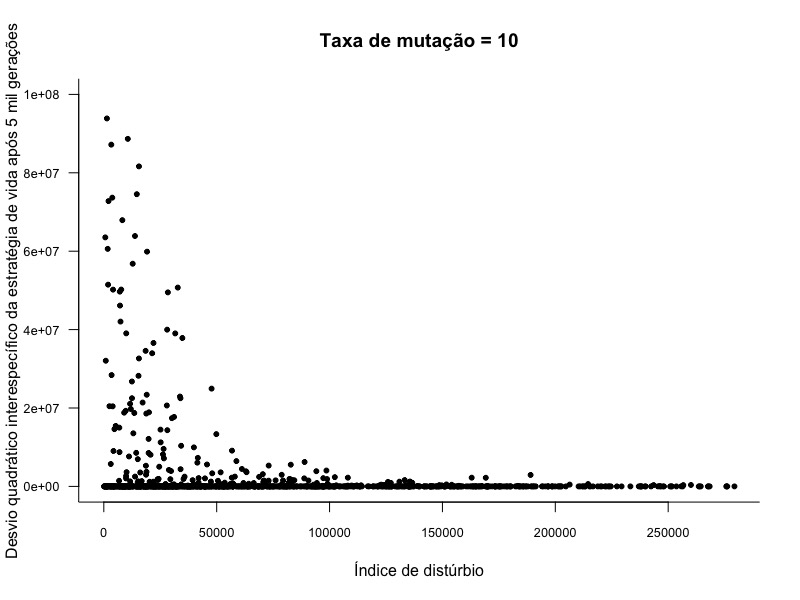 Taxa de mutação = 10
Desvio quadrático interespecífico da estratégia de vida após 5 mil gerações
1e+08
8e+07
6e+07
4e+07
2e+07
0e+00
0 50000 100000 150000 200000 250000
Índice de distúrbio